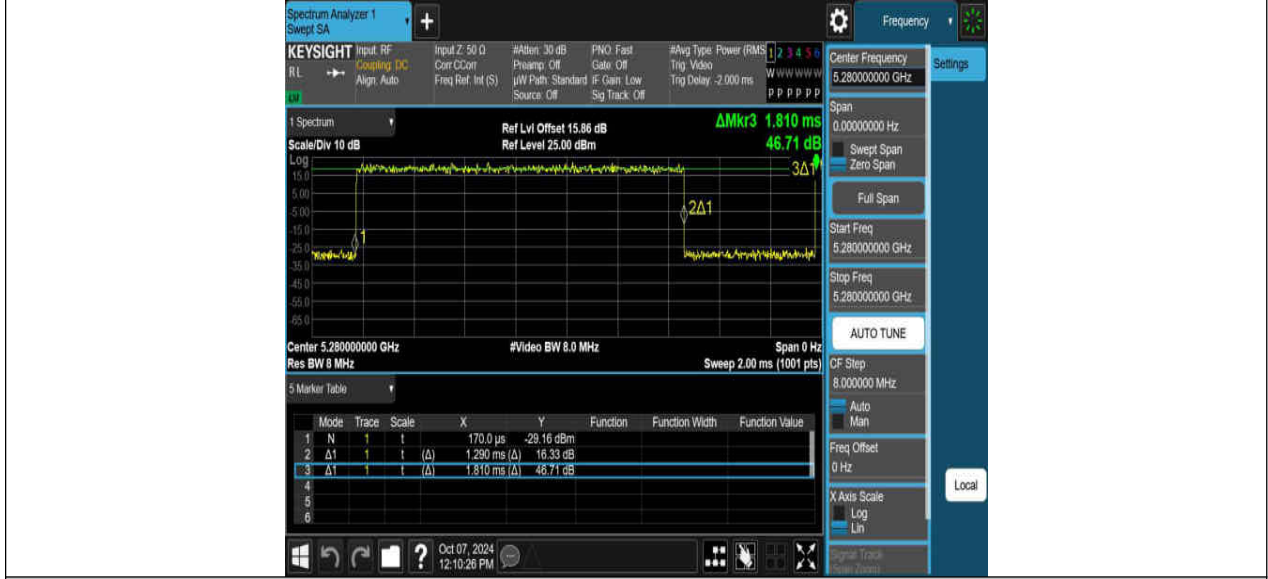 Spectrum Analyzer 1
Swept SA
+
Frequency
KEYSIGHT Input: RF Input Z: 50 Ω #Atten: 30 dB PNO: Fast #Avg Type: Power (RMS 1 2 3 4 5 6
RL Coupling: DC Corr CCorr Preamp: Off Gate: Off Trig: Video W W W W W W
Align: Auto Freq Ref: Int (S) µW Path: Standard IF Gain: Low Trig Delay: -2.000 ms
Source: Off Sig Track: Off P P P P P P
Center Frequency
5.280000000 GHz
Settings
1 Spectrum
Ref Lvl Offset 15.86 dB
ΔMkr3 1.810 ms
Scale/Div 10 dB
Ref Level 25.00 dBm
46.71 dB
Log
15.0
5.00
-5.00
-15.0
-25.0
-35.0
-45.0
-55.0
-65.0
1
2Δ1
3Δ1
Center 5.280000000 GHz #Video BW 8.0 MHz Span 0 Hz
Res BW 8 MHz Sweep 2.00 ms (1001 pts)
Span
0.00000000 Hz
Swept Span
Zero Span
Full Span
Start Freq
5.280000000 GHz
Stop Freq
5.280000000 GHz
AUTO TUNE
CF Step
8.000000 MHz
Auto
Man
Freq Offset
0 Hz
X Axis Scale
Log
Lin
Signal Track
(Span Zoom)
Local
5 Marker Table
Mode Trace Scale X Y Function Function Width Function Value
1 N 1 t 170.0 µs -29.16 dBm
2 Δ1 1 t (Δ) 1.290 ms (Δ) 16.33 dB
3 Δ1 1 t (Δ) 1.810 ms (Δ) 46.71 dB
4
5
6
?
Oct 07, 2024
12:10:26 PM